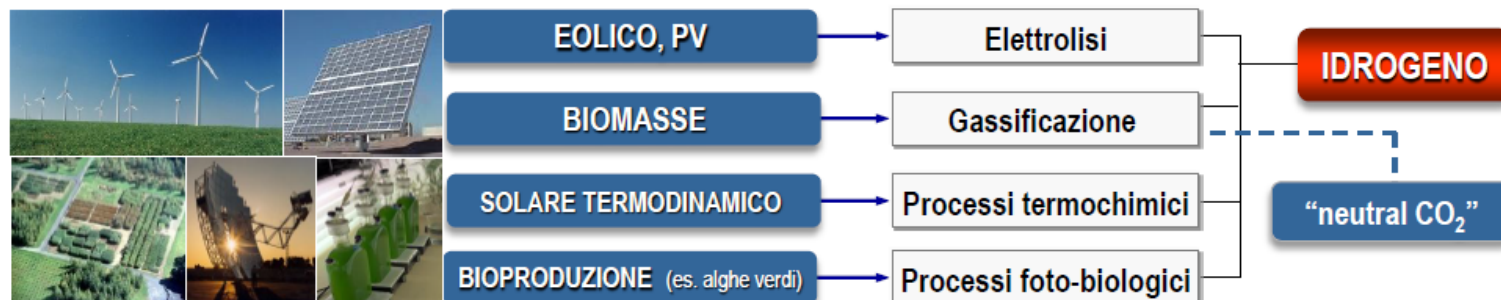 EOLICO, PV
Elettrolisi
IDROGENO
BIOMASSE
Gassificazione
SOLARE TERMODINAMICO
Processi termochimici
“neutral CO₂”
BIOPRODUZIONE (es. alghe verdi)
Processi foto-biologici